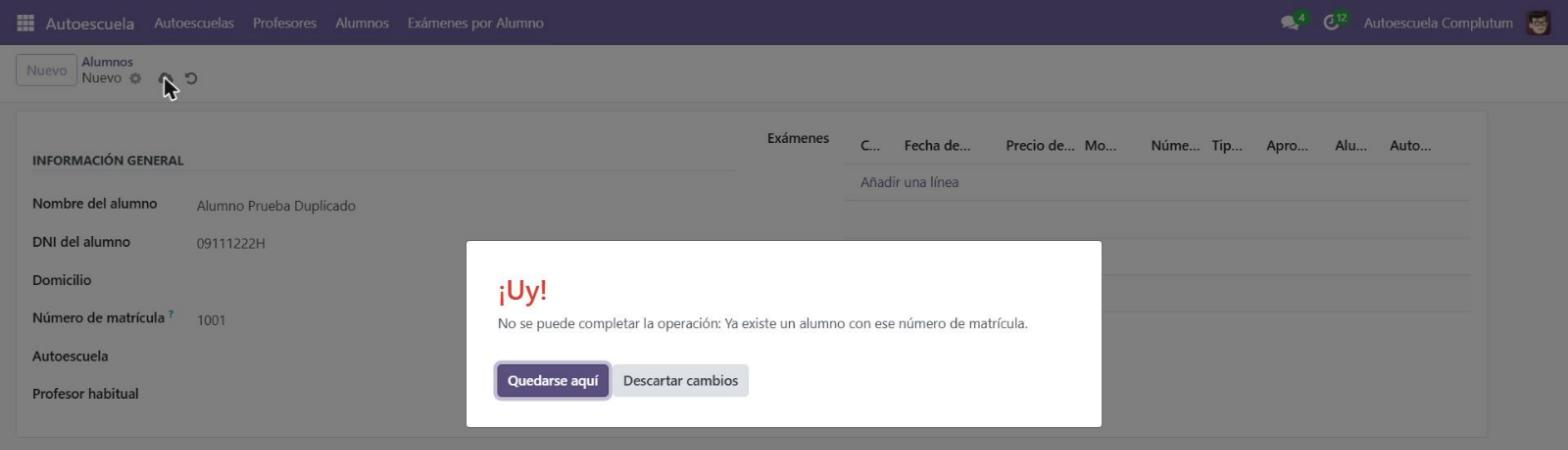 Autoescuela Autoescuelas Profesores Alumnos Exámenes por Alumno 4 12 Autoescuela Complutum
Nuevo Alumnos
Nuevo
Exámenes C... Fecha de... Precio de... Mo... Núme... Tip... Apro... Alu... Auto...
INFORMACIÓN GENERAL
Añadir una línea
Nombre del alumno Alumno Prueba Duplicado
DNI del alumno 09111222H
Domicilio
Número de matrícula ? 1001
Autoescuela
Profesor habitual
¡Uy!
No se puede completar la operación: Ya existe un alumno con ese número de matrícula.
Quedarse aquí Descartar cambios